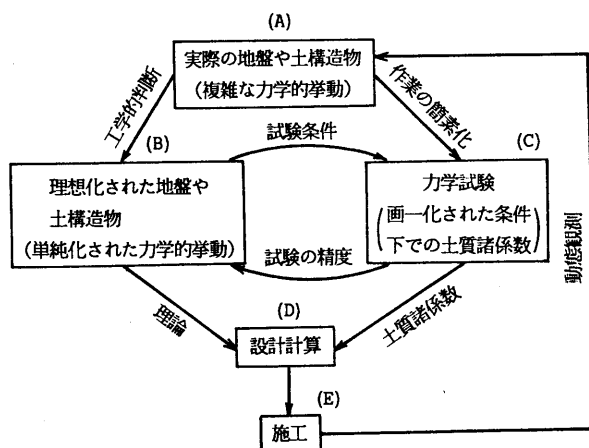 (A)
実際の地盤や土構造物
(複雑な力学的挙動)
工学的判断
作業の簡素化
(B)
試験条件
(C)
理想化された地盤や
土構造物
(単純化された力学的挙動)
力学試験
(画一化された条件
下での土質諸係数)
試験の精度
動態観測
理論
土質諸係数
(D)
設計計算
(E)
施工